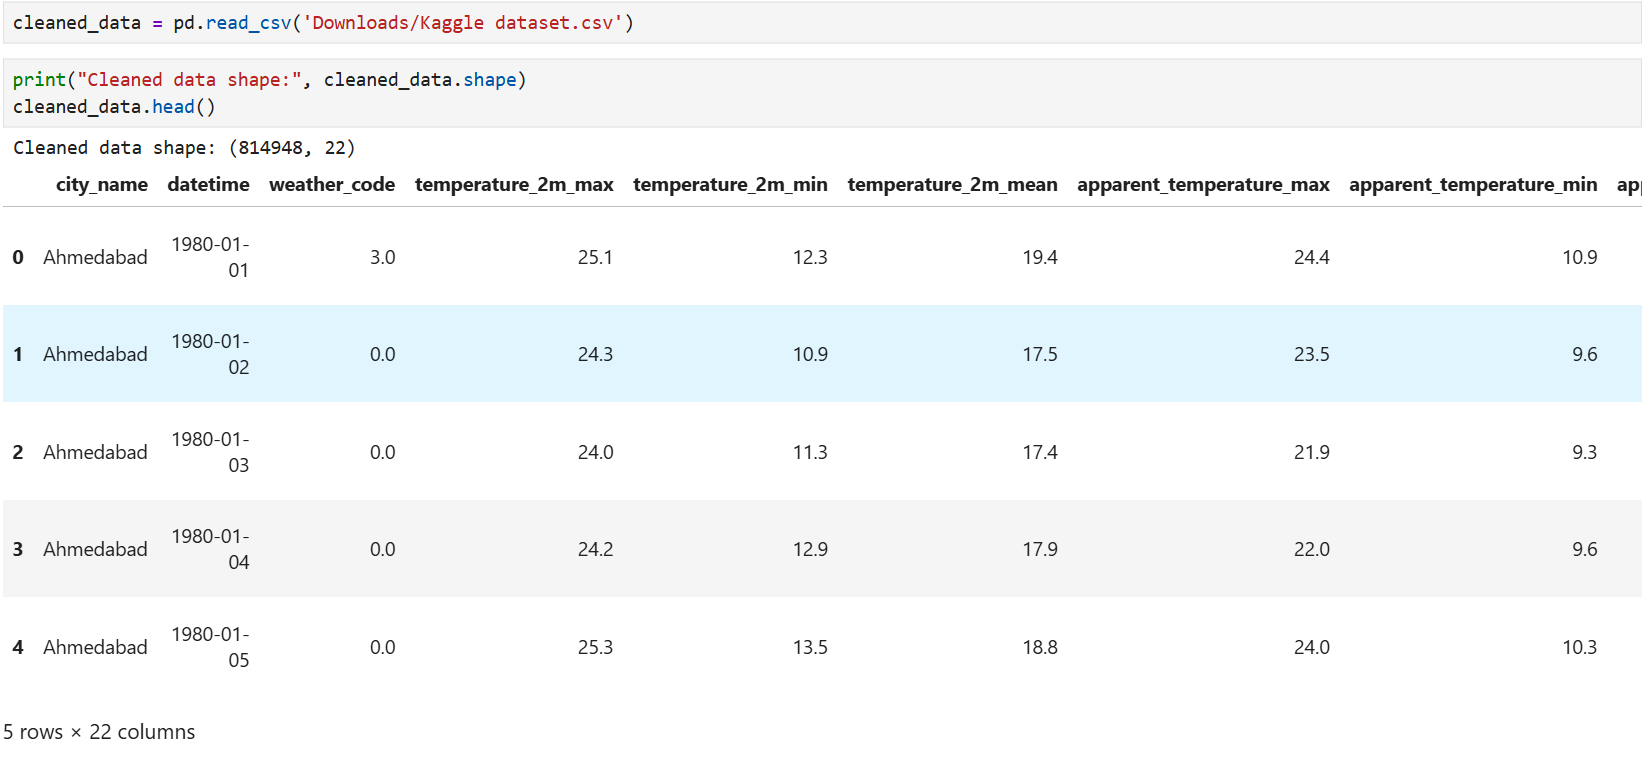 cleaned_data = pd.read_csv('Downloads/Kaggle dataset.csv')
print("Cleaned data shape:", cleaned_data.shape)
cleaned_data.head()
Cleaned data shape: (814948, 22)
city_name datetime weather_code temperature_2m_max temperature_2m_min temperature_2m_mean apparent_temperature_max apparent_temperature_min
0 Ahmedabad 1980-01-
01 3.0 25.1 12.3 19.4 24.4 10.9
1 Ahmedabad 1980-01-
02 0.0 24.3 10.9 17.5 23.5 9.6
2 Ahmedabad 1980-01-
03 0.0 24.0 11.3 17.4 21.9 9.3
3 Ahmedabad 1980-01-
04 0.0 24.2 12.9 17.9 22.0 9.6
4 Ahmedabad 1980-01-
05 0.0 25.3 13.5 18.8 24.0 10.3
5 rows × 22 columns